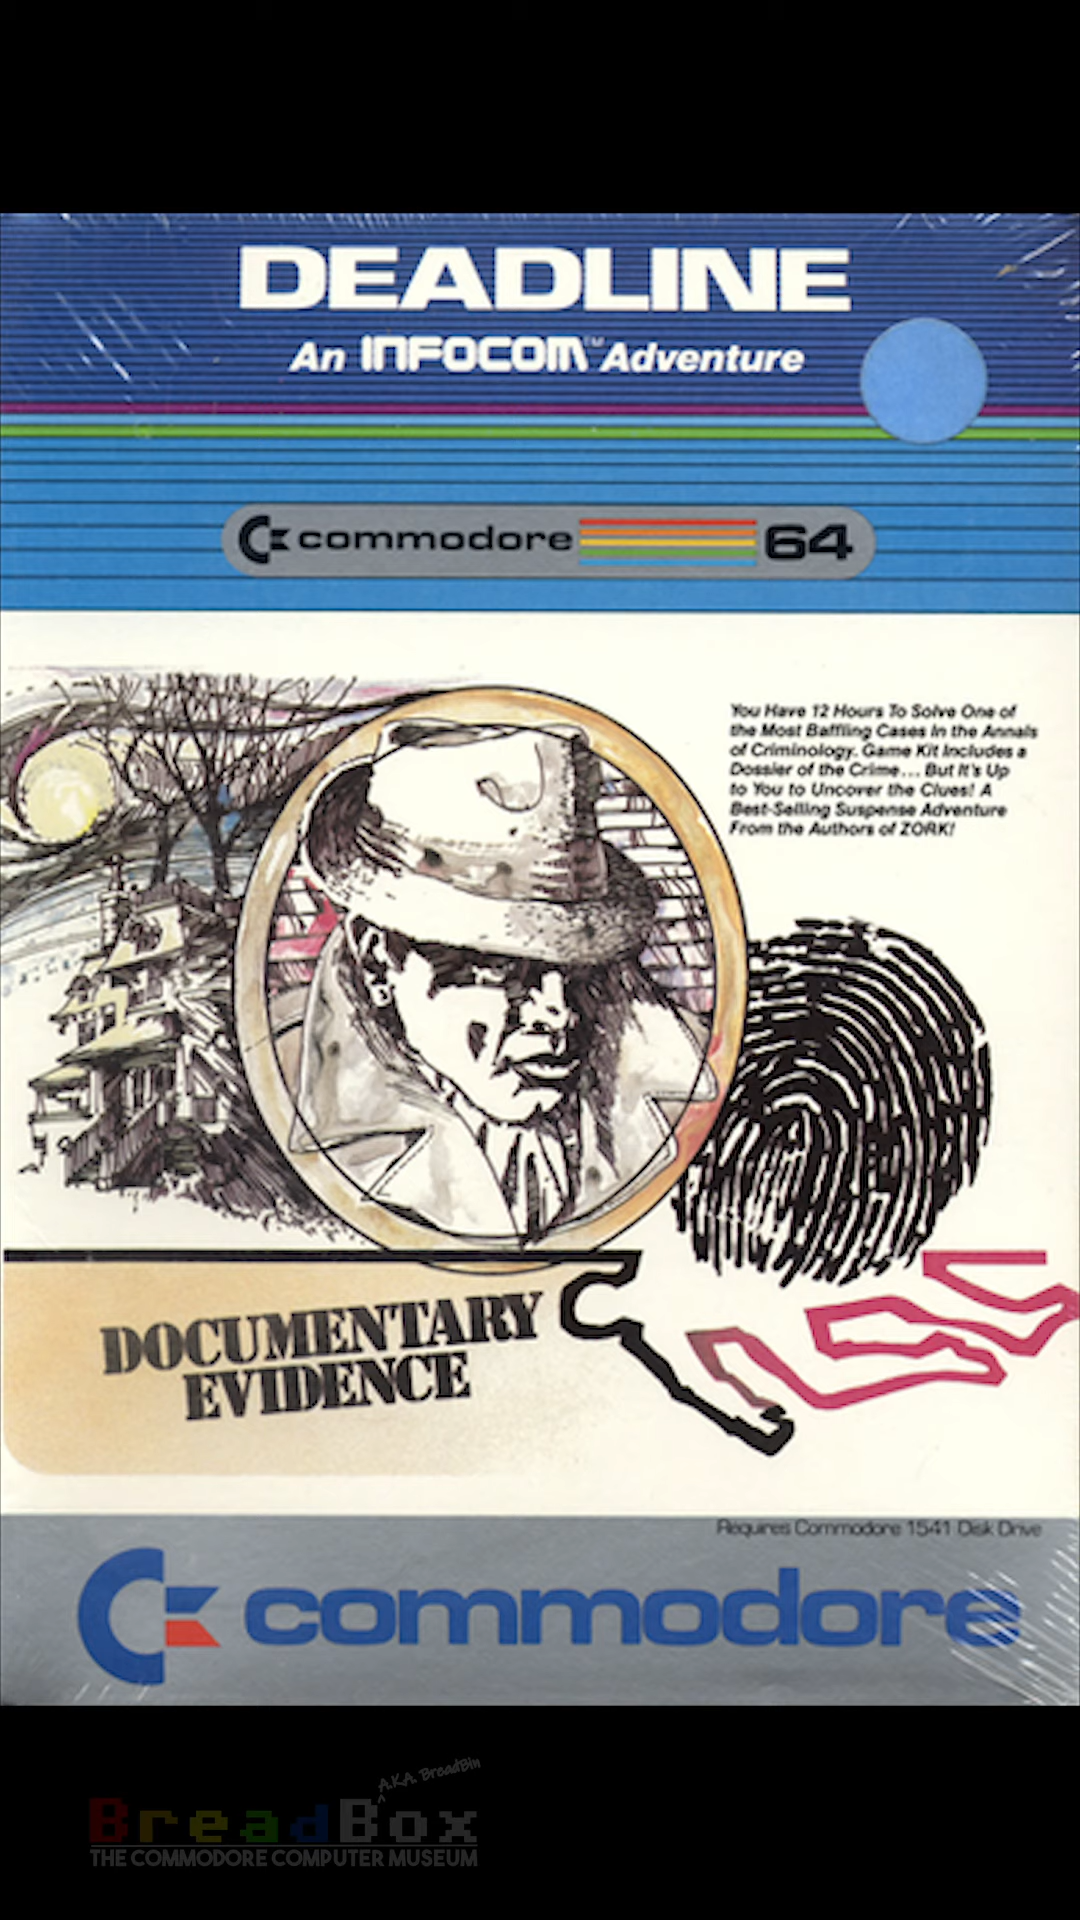 DEADLINE
An INFOCOM™ Adventure
commodore 64
You Have 12 Hours To Solve One of
the Most Baffling Cases In the Annals
of Criminology. Game Kit Includes a
Dossier of the Crime... But It's Up
to You to Uncover the Clues! A
Best-Selling Suspense Adventure
From the Authors of ZORK!
DOCUMENTARY
EVIDENCE
Requires Commodore 1541 Disk Drive
commodore
A.K.A. BreadBin
BreadBox
THE COMMODORE COMPUTER MUSEUM